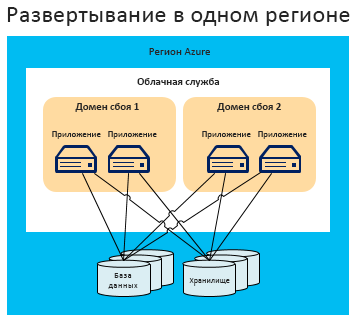 Развертывание в одном регионе
Регион Azure
Облачная служба
Домен сбоя 1
Домен сбоя 2
Приложение
Приложение
Приложение
Приложение
База
данных
Хранилище